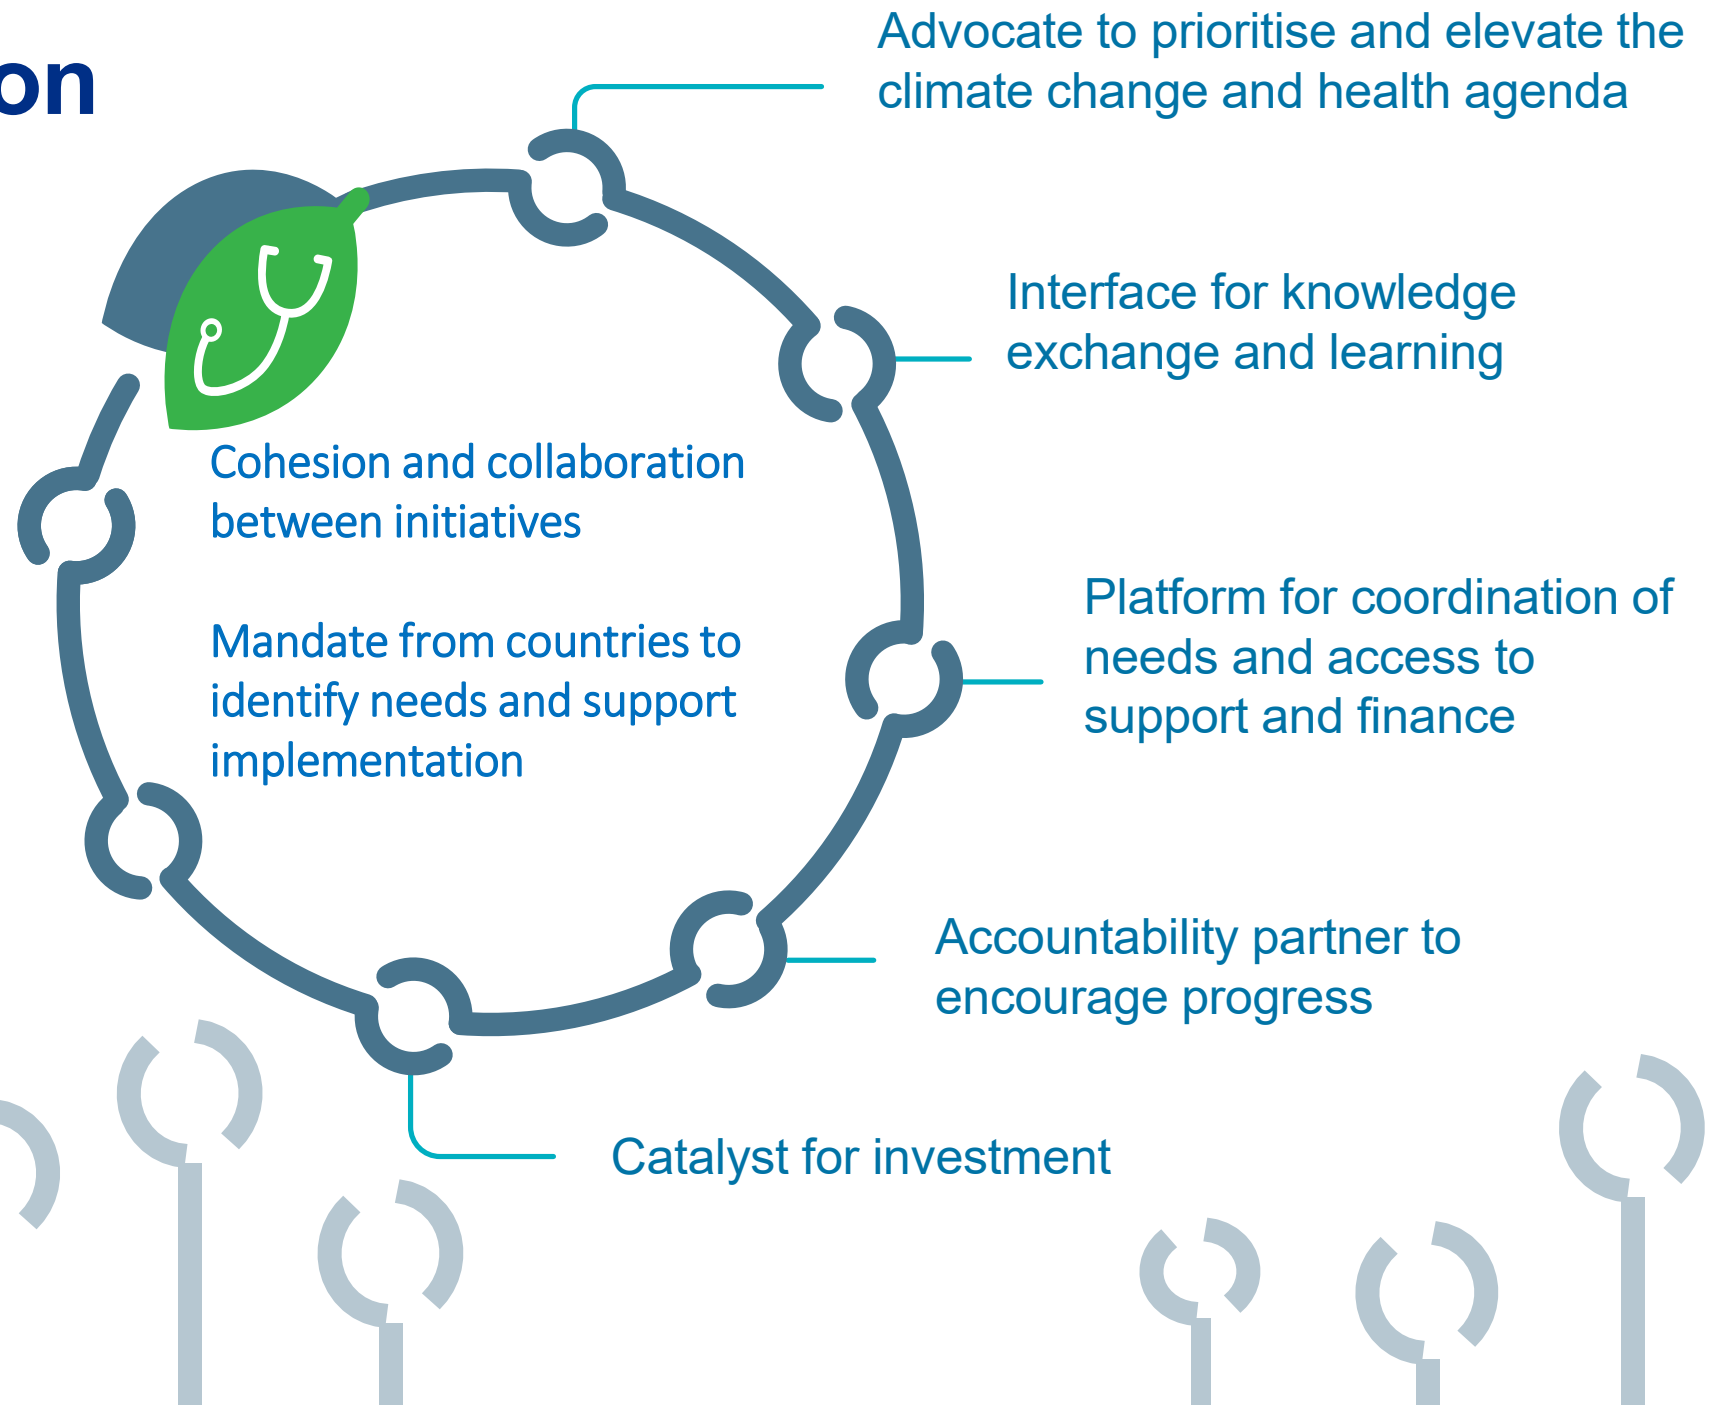 on
Advocate to prioritise and elevate the
climate change and health agenda
Interface for knowledge
exchange and learning
Cohesion and collaboration
between initiatives
Mandate from countries to
identify needs and support
implementation
Platform for coordination of
needs and access to
support and finance
Accountability partner to
encourage progress
Catalyst for investment